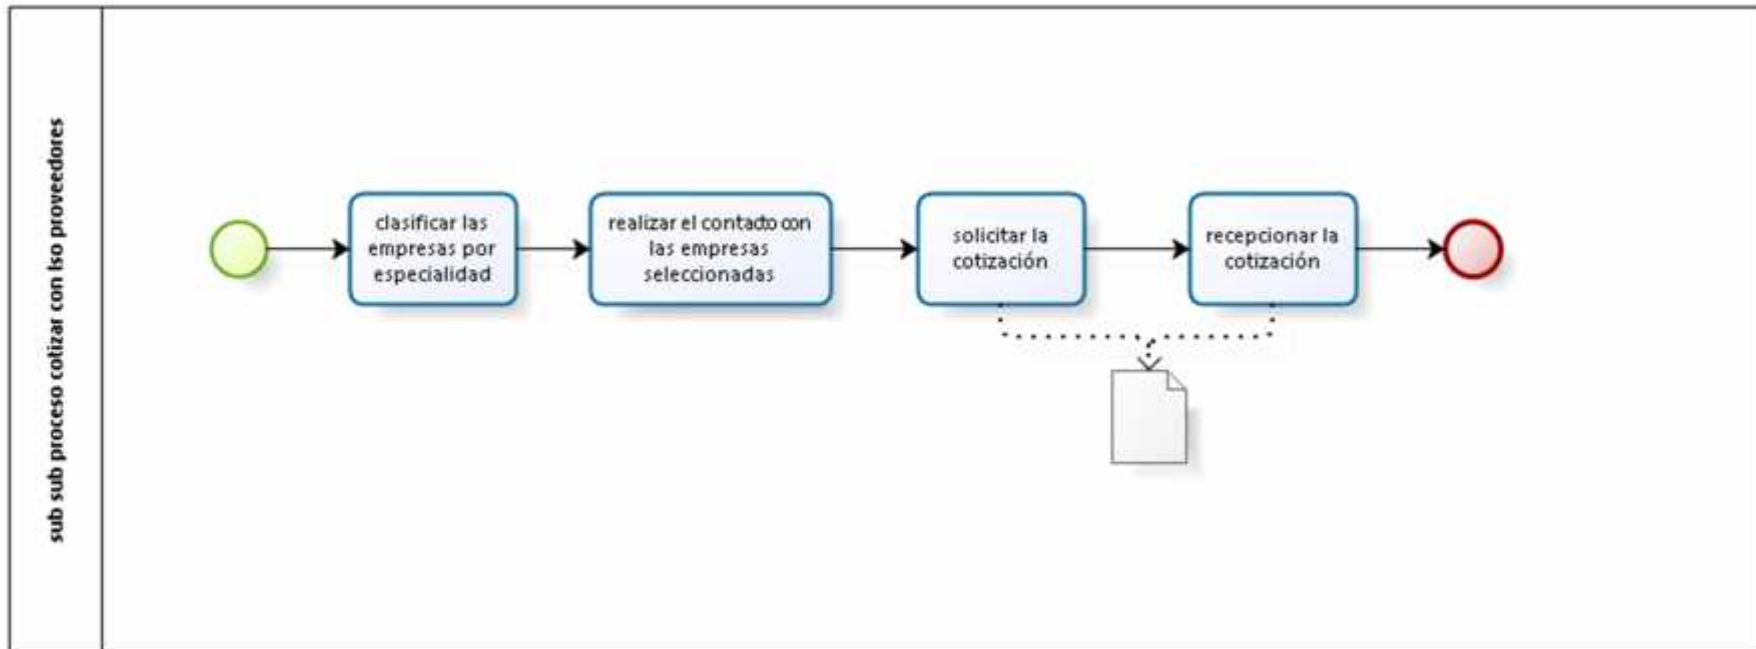 sub sub proceso cotizar con lso proveedores
clasificar las
empresas por
especialidad
realizar el contacto con
las empresas
seleccionadas
solicitar la
cotización
recepcionar la
cotización